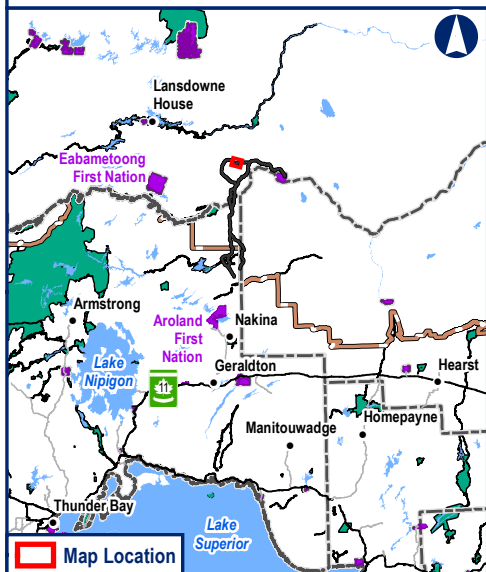 Lansdowne
House
Eabametoong
First Nation
Armstrong
Aroland
First
Nation
Nakina
Lake
Nipigon
Geraldton
Hearst
11
Manitouwadge
Homepayne
Thunder Bay
Lake
Superior
Map Location